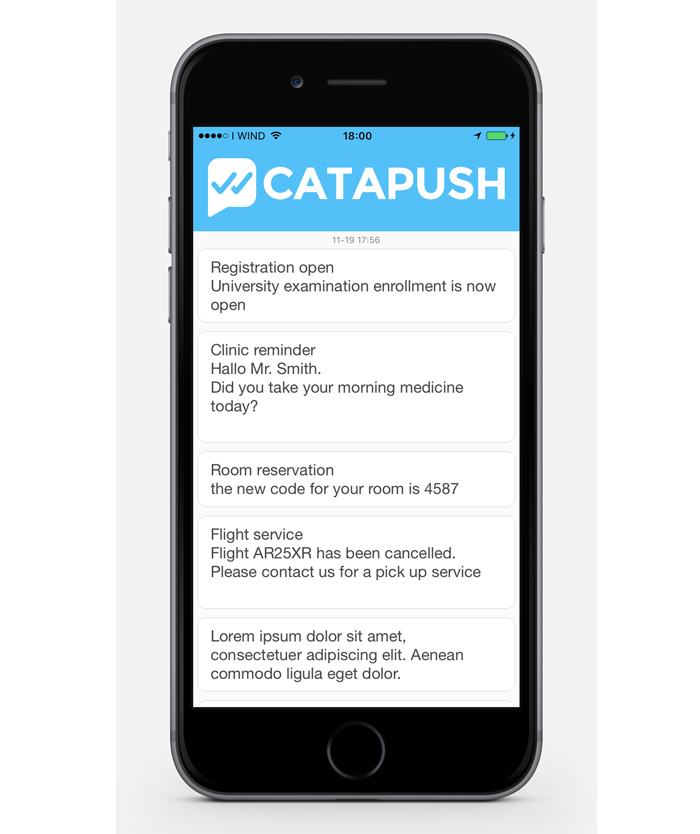 WIND
18:00
CATAPUSH
11-19 17:56
Registration open
University examination enrollment is now
open
Clinic reminder
Hallo Mr. Smith.
Did you take your morning medicine
today?
Room reservation
the new code for your room is 4587
Flight service
Flight AR25XR has been cancelled.
Please contact us for a pick up service
Lorem ipsum dolor sit amet,
consectetuer adipiscing elit. Aenean
commodo ligula eget dolor.